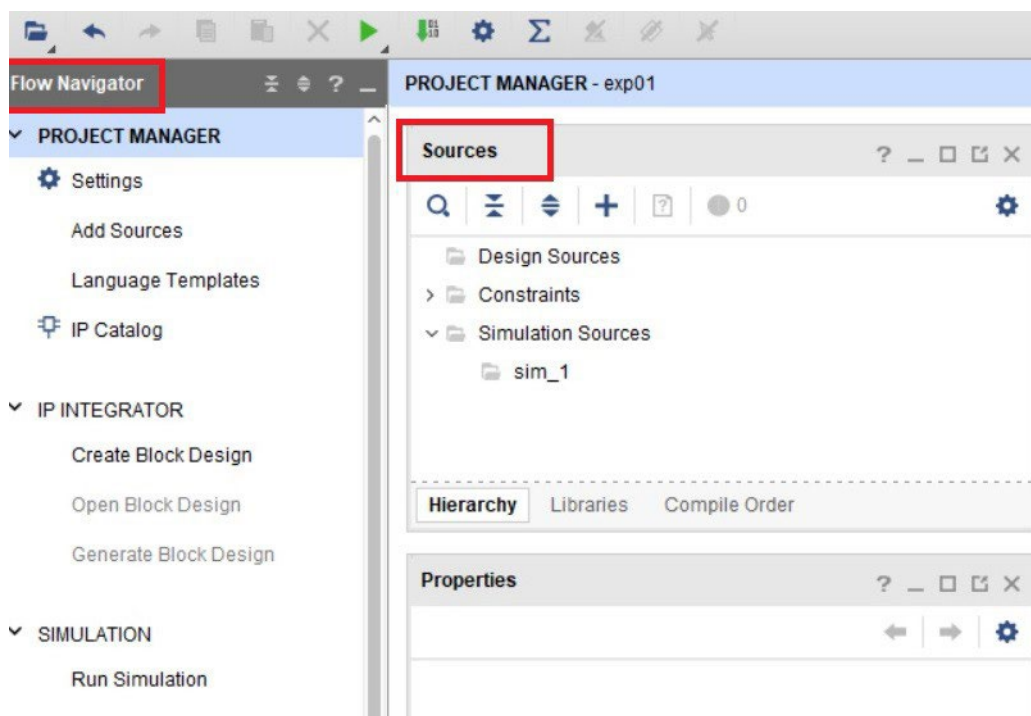 Flow Navigator
PROJECT MANAGER - exp01
PROJECT MANAGER
Settings
Add Sources
Language Templates
IP Catalog
IP INTEGRATOR
Create Block Design
Open Block Design
Generate Block Design
SIMULATION
Run Simulation
Sources
0
Design Sources
Constraints
Simulation Sources
sim_1
Hierarchy Libraries Compile Order
Properties